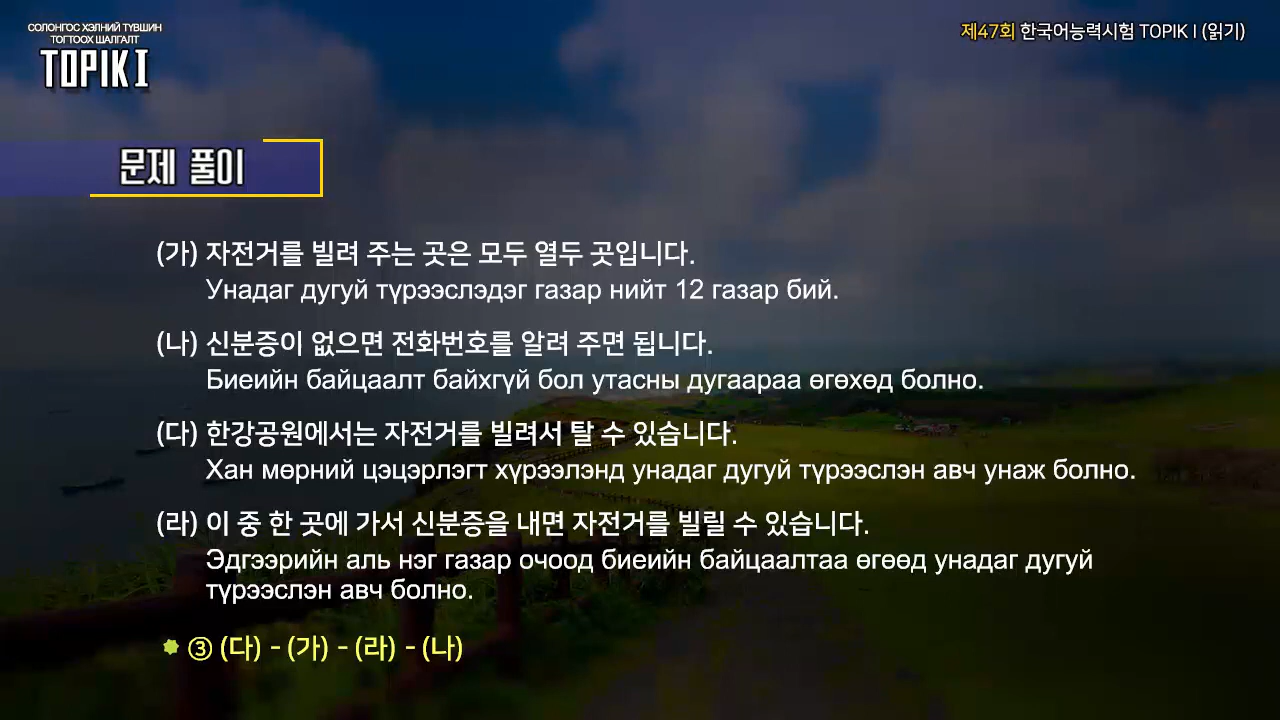 СОЛОНГОС ХЭЛНИЙ ТҮВШИН
ТОГТООХ ШАЛГАЛТ
TOPIK I
제47회 한국어능력시험 TOPIK I (읽기)
문제 풀이
(가) 자전거를 빌려 주는 곳은 모두 열두 곳입니다.
Унадаг дугуй түрээслэдэг газар нийт 12 газар бий.
(나) 신분증이 없으면 전화번호를 알려 주면 됩니다.
Биеийн байцаалт байхгүй бол утасны дугаараа өгөхөд болно.
(다) 한강공원에서는 자전거를 빌려서 탈 수 있습니다.
Хан мөрний цэцэрлэгт хүрээлэнд унадаг дугуй түрээслэн авч унаж болно.
(라) 이 중 한 곳에 가서 신분증을 내면 자전거를 빌릴 수 있습니다.
Эдгээрийн аль нэг газар очоод биеийн байцаалтаа өгөөд унадаг дугуй
түрээслэн авч болно.
③ (다) - (가) - (라) - (나)